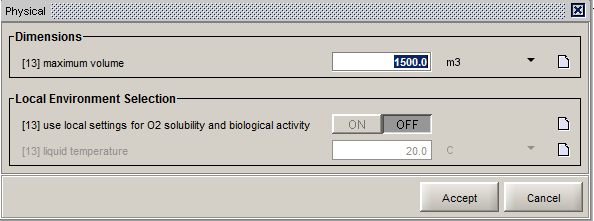 Physical
Dimensions
[13] maximum volume 1500.0 m3
Local Environment Selection
[13] use local settings for O2 solubility and biological activity ON OFF
[13] liquid temperature 20.0 C
Accept Cancel